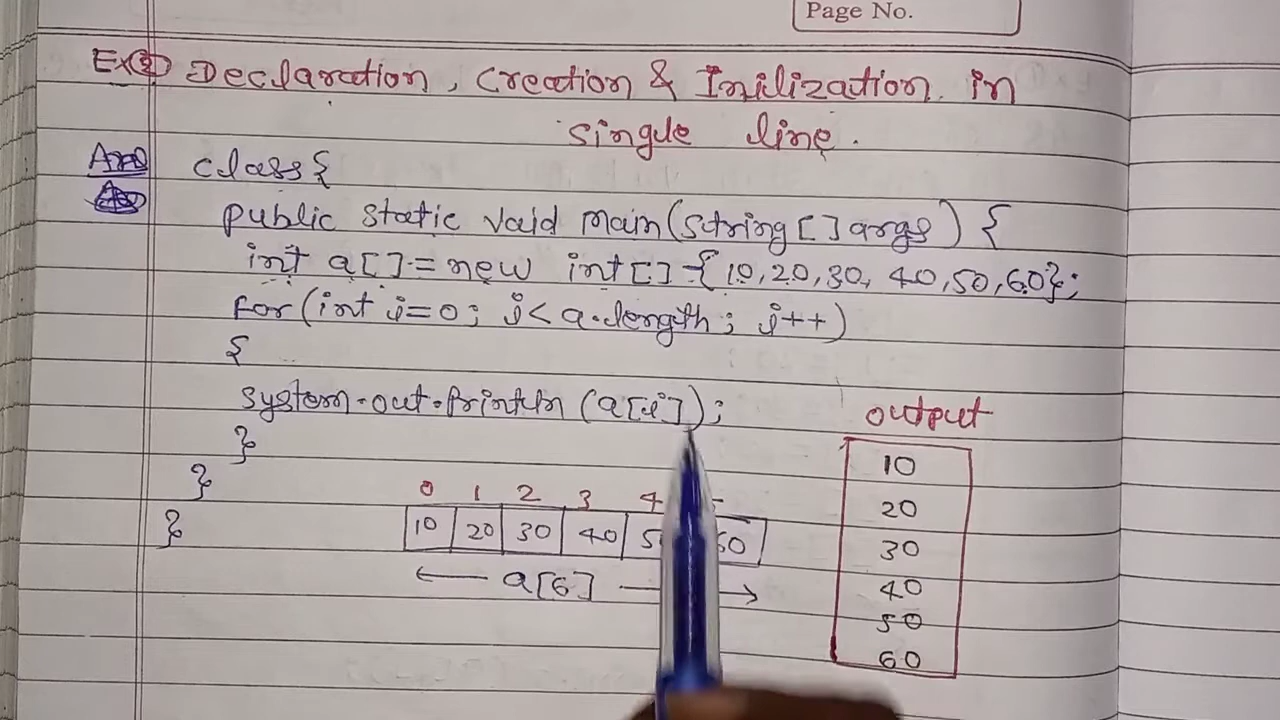 Page No.
Ex② Declaration, Creation & Inilization in
single line.
Ans class{
public static void main(string[]args) {
int a[]=new int[]{10,20,30, 40,50,60};
For(int i=0; i<a.length; i++)
{
system.out.println(a[i]);
}
}
}
output
10
20
30
40
50
60
0 1 2 3 4
10 20 30 40 60
a[6]